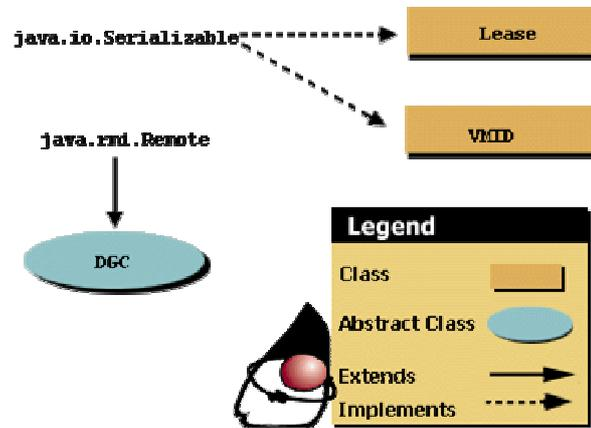 java.io.Serializable
Lease
VMID
java.rmi.Remote
DGC
Legend
Class
Abstract Class
Extends
Implements